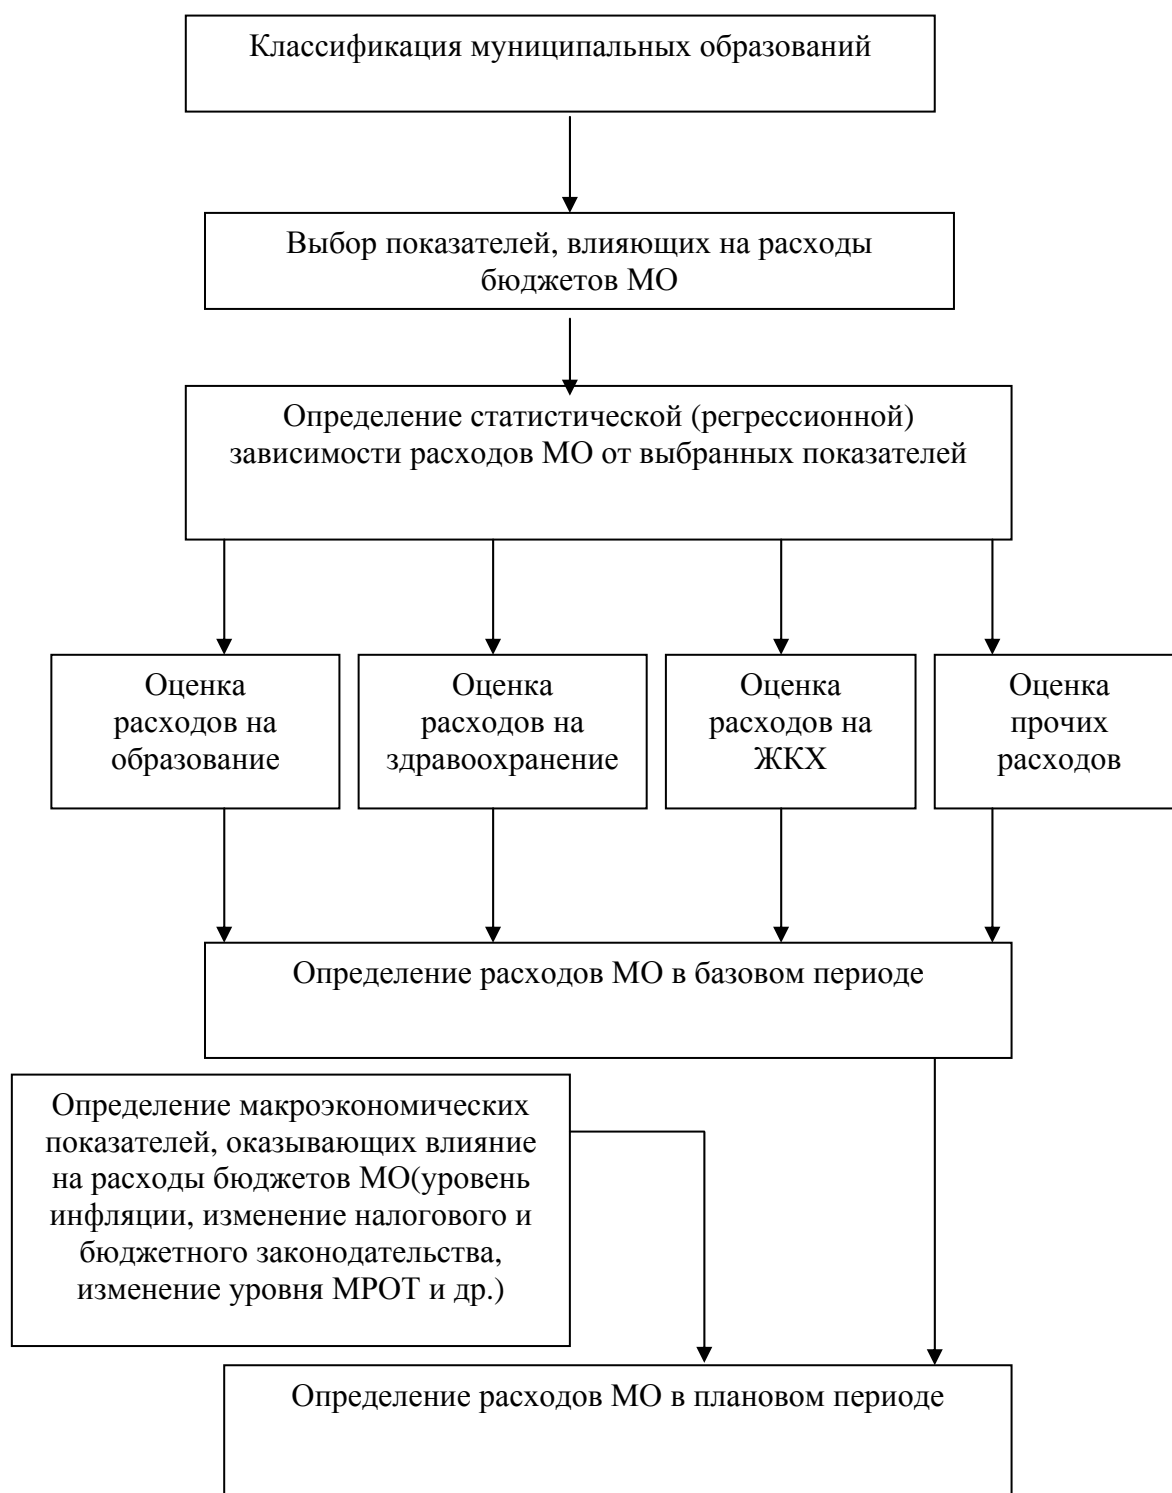 Классификация муниципальных образований
Выбор показателей, влияющих на расходы
бюджетов МО
Определение статистической (регрессионной)
зависимости расходов МО от выбранных показателей
Оценка
расходов на
образование
Оценка
расходов на
здравоохранение
Оценка
расходов на
ЖКХ
Оценка
прочих
расходов
Определение расходов МО в базовом периоде
Определение макроэкономических
показателей, оказывающих влияние
на расходы бюджетов МО(уровень
инфляции, изменение налогового и
бюджетного законодательства,
изменение уровня МРОТ и др.)
Определение расходов МО в плановом периоде